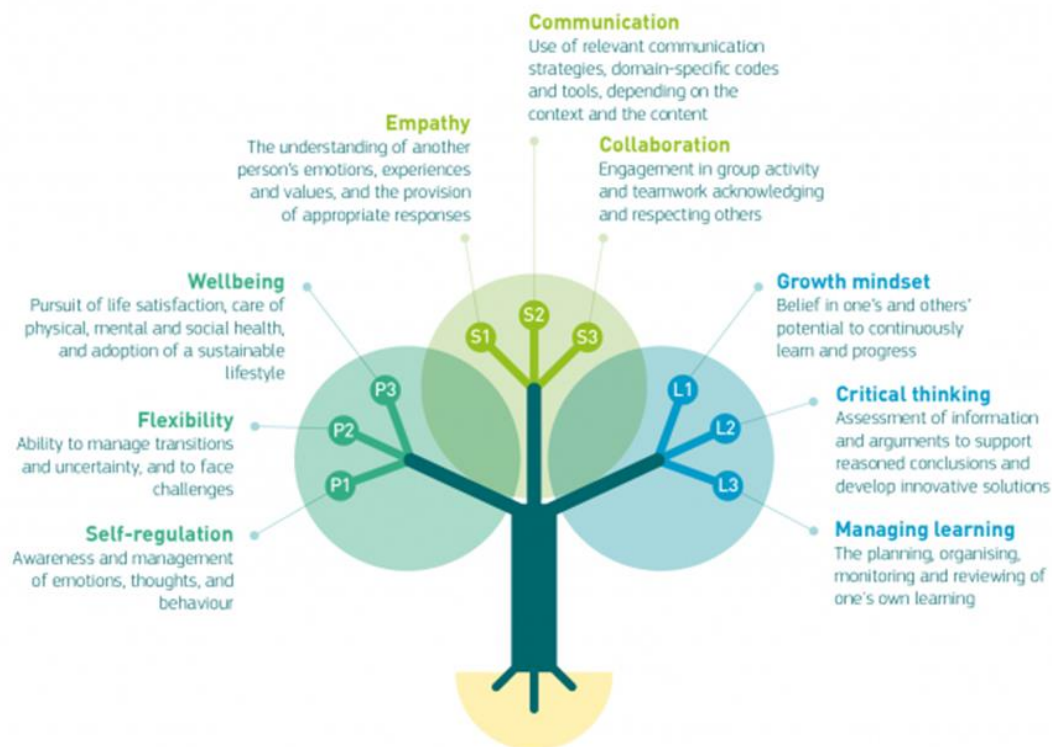 Communication
Use of relevant communication
strategies, domain-specific codes
and tools, depending on the
context and the content
Empathy
The understanding of another
person's emotions, experiences
and values, and the provision
of appropriate responses
Collaboration
Engagement in group activity
and teamwork acknowledging
and respecting others
Wellbeing
Pursuit of life satisfaction, care of
physical, mental and social health,
and adoption of a sustainable
lifestyle
Growth mindset
Belief in one's and others'
potential to continuously
learn and progress
S1
S2
S3
P3
P2
P1
L1
L2
L3
Flexibility
Ability to manage transitions
and uncertainty, and to face
challenges
Critical thinking
Assessment of information
and arguments to support
reasoned conclusions and
develop innovative solutions
Self-regulation
Awareness and management
of emotions, thoughts, and
behaviour
Managing learning
The planning, organising,
monitoring and reviewing of
one's own learning